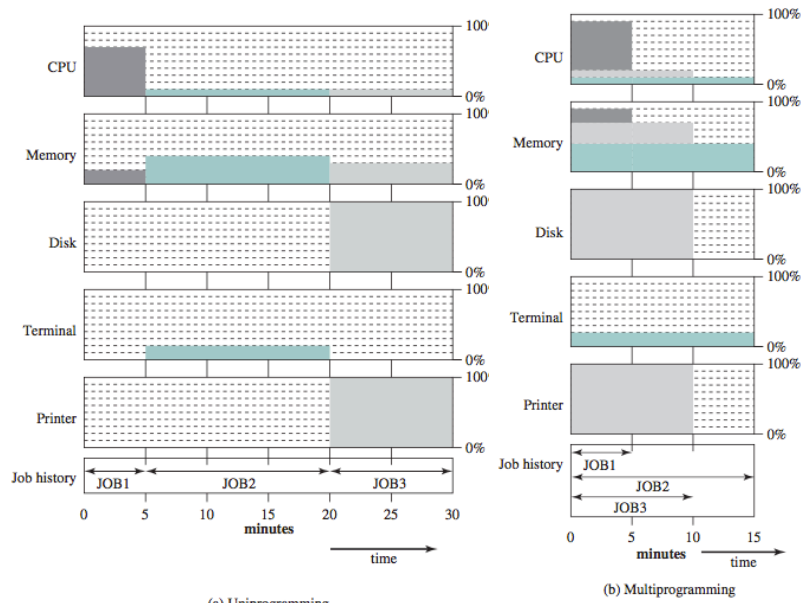 100%
CPU
0%
100%
Memory
0%
100%
Disk
0%
100%
Terminal
0%
100%
Printer
0%
Job history
JOB1 JOB2 JOB3
0 5 10 15 20 25 30
minutes
time
(a) Uniprogramming
100%
CPU
0%
100%
Memory
0%
100%
Disk
0%
100%
Terminal
0%
100%
Printer
0%
Job history
JOB1
JOB2
JOB3
0 5 10 15
minutes
time
(b) Multiprogramming